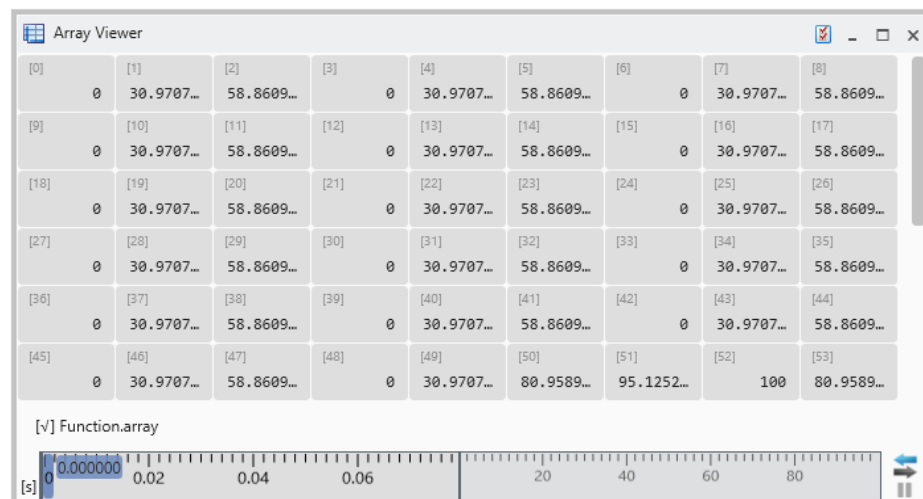 Array Viewer
[0] [1] [2] [3] [4] [5] [6] [7] [8]
0 30.9707… 58.8609… 0 30.9707… 58.8609… 0 30.9707… 58.8609…
[9] [10] [11] [12] [13] [14] [15] [16] [17]
0 30.9707… 58.8609… 0 30.9707… 58.8609… 0 30.9707… 58.8609…
[18] [19] [20] [21] [22] [23] [24] [25] [26]
0 30.9707… 58.8609… 0 30.9707… 58.8609… 0 30.9707… 58.8609…
[27] [28] [29] [30] [31] [32] [33] [34] [35]
0 30.9707… 58.8609… 0 30.9707… 58.8609… 0 30.9707… 58.8609…
[36] [37] [38] [39] [40] [41] [42] [43] [44]
0 30.9707… 58.8609… 0 30.9707… 58.8609… 0 30.9707… 58.8609…
[45] [46] [47] [48] [49] [50] [51] [52] [53]
0 30.9707… 58.8609… 0 30.9707… 80.9589… 95.1252… 100 80.9589…
[√] Function.array
[s] 0 0.000000 0.02 0.04 0.06 20 40 60 80